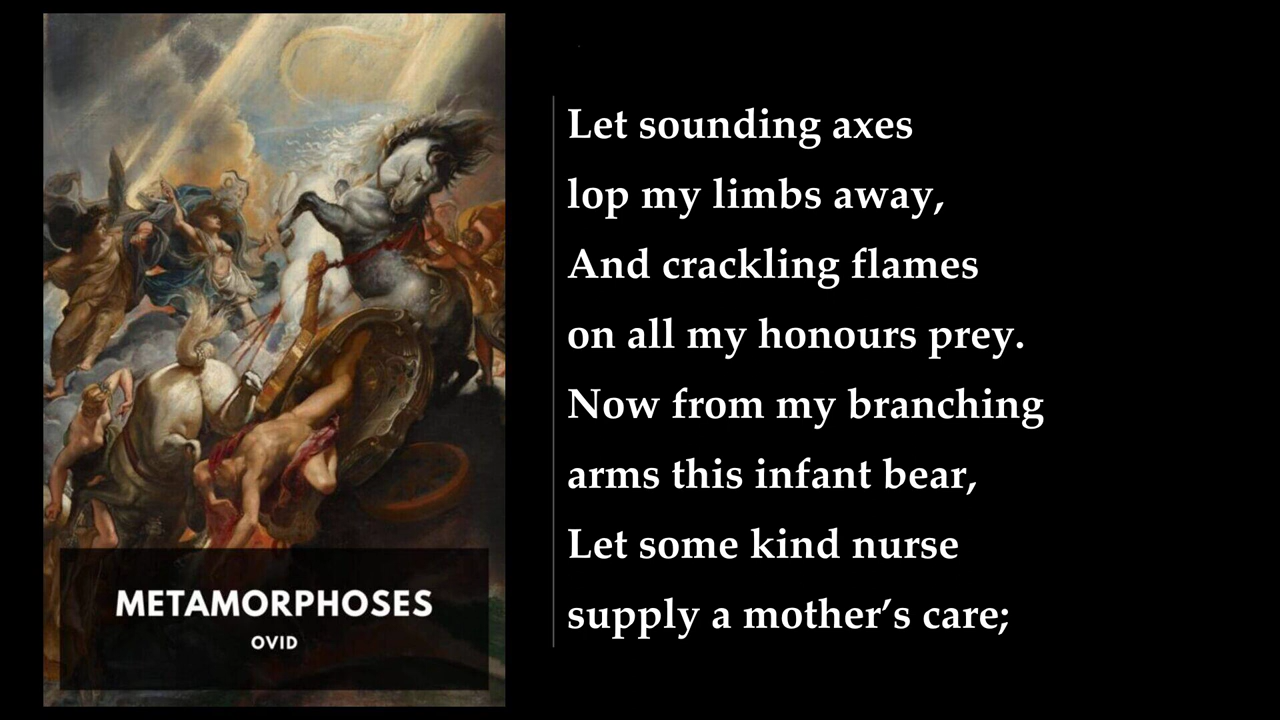 METAMORPHOSES
OVID
Let sounding axes
lop my limbs away,
And crackling flames
on all my honours prey.
Now from my branching
arms this infant bear,
Let some kind nurse
supply a mother’s care;